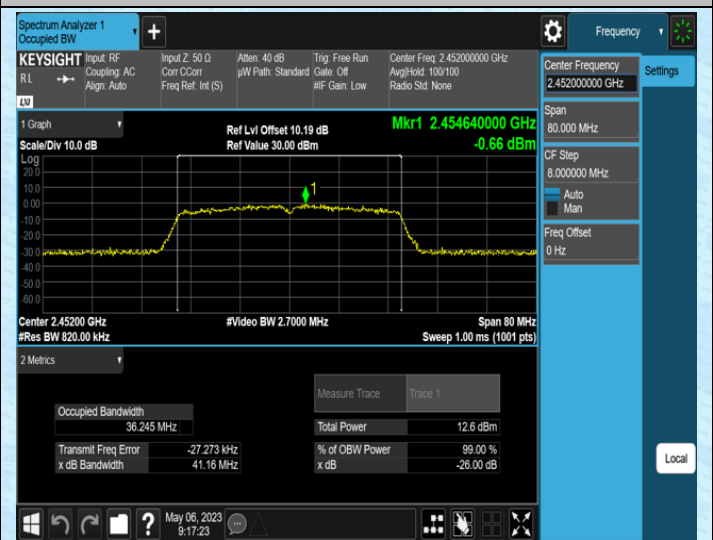 Spectrum Analyzer 1
Occupied BW
Frequency
KEYSIGHT
Input: RF
Coupling: AC
Align: Auto
Input Z: 50 Ω
Corr CCorr
Freq Ref: Int (S)
Atten: 40 dB
µW Path: Standard
Trig: Free Run
Gate: Off
#IF Gain: Low
Center Freq: 2.452000000 GHz
Avg|Hold: 100/100
Radio Std: None
RL
LXI
Center Frequency
2.452000000 GHz
Settings
Span
80.000 MHz
CF Step
8.000000 MHz
Auto
Man
Freq Offset
0 Hz
1 Graph
Ref Lvl Offset 10.19 dB
Mkr1 2.454640000 GHz
Scale/Div 10.0 dB
Ref Value 30.00 dBm
-0.66 dBm
Log
20.0
10.0
0.00
-10.0
-20.0
-30.0
-40.0
-50.0
-60.0
1
Center 2.45200 GHz
#Video BW 2.7000 MHz
Span 80 MHz
#Res BW 820.00 kHz
Sweep 1.00 ms (1001 pts)
2 Metrics
Measure Trace
Trace 1
Occupied Bandwidth
36.245 MHz
Total Power
12.6 dBm
Transmit Freq Error
-27.273 kHz
% of OBW Power
99.00 %
x dB Bandwidth
41.16 MHz
x dB
-26.00 dB
Local
?
May 06, 2023
9:17:23